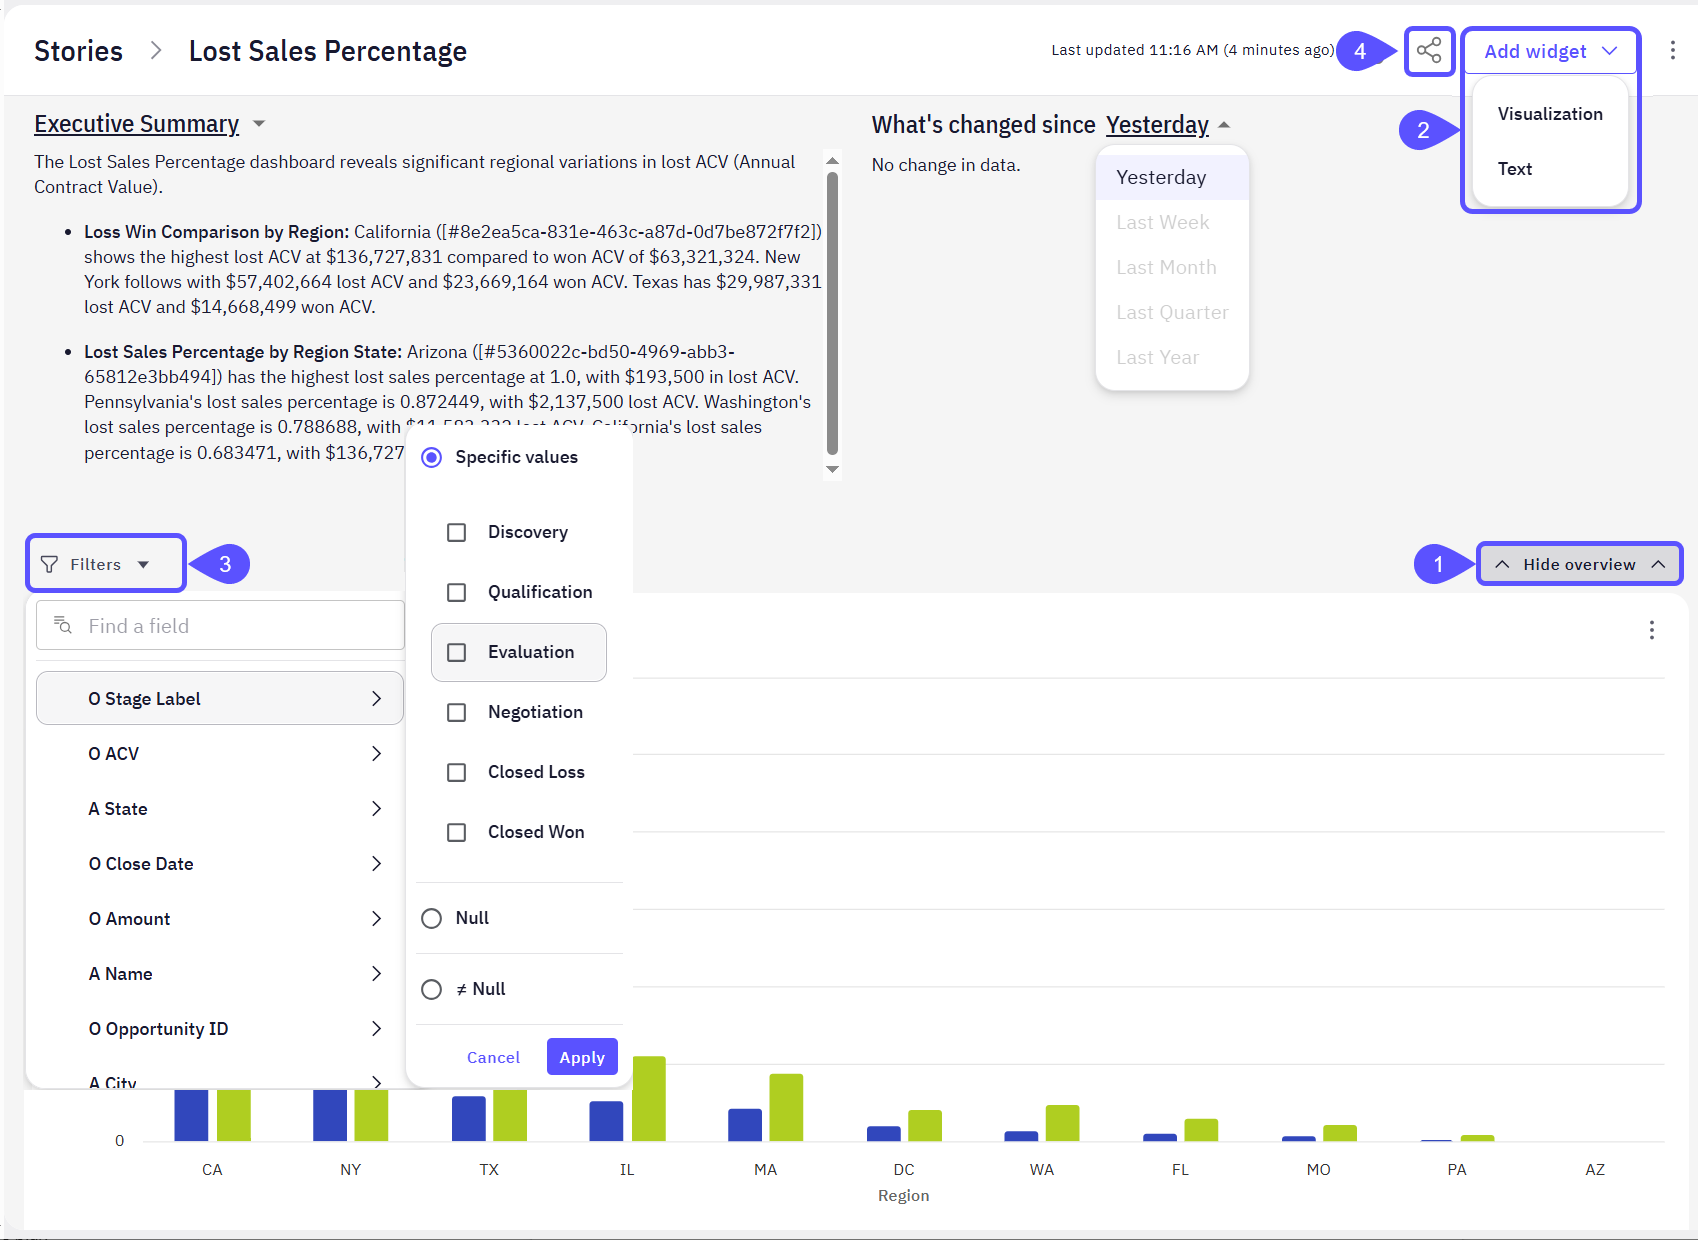 Stories > Lost Sales Percentage
Last updated 11:16 AM (4 minutes ago)
4
Add widget
Visualization
Text
2
Executive Summary
The Lost Sales Percentage dashboard reveals significant regional variations in lost ACV (Annual
Contract Value).
• Loss Win Comparison by Region: California ([#8e2ea5ca-831e-463c-a87d-0d7be872f7f2])
shows the highest lost ACV at $136,727,831 compared to won ACV of $63,321,324. New
York follows with $57,402,664 lost ACV and $23,669,164 won ACV. Texas has $29,987,331
lost ACV and $14,668,499 won ACV.
• Lost Sales Percentage by Region State: Arizona ([#5360022c-bd50-4969-abb3-
65812e3bb494]) has the highest lost sales percentage at 1.0, with $193,500 in lost ACV.
Pennsylvania's lost sales percentage is 0.872449, with $2,137,500 lost ACV. Washington's
lost sales percentage is 0.788688, with lost ACV. California's lost sales
percentage is 0.683471, with $136,727
What's changed since Yesterday
No change in data.
Yesterday
Last Week
Last Month
Last Quarter
Last Year
Filters
3
1
Hide overview
Find a field
O Stage Label
O ACV
A State
O Close Date
O Amount
A Name
O Opportunity ID
A City
Specific values
Discovery
Qualification
Evaluation
Negotiation
Closed Loss
Closed Won
Null
≠ Null
Cancel
Apply
0
CA NY TX IL MA DC WA FL MO PA AZ
Region